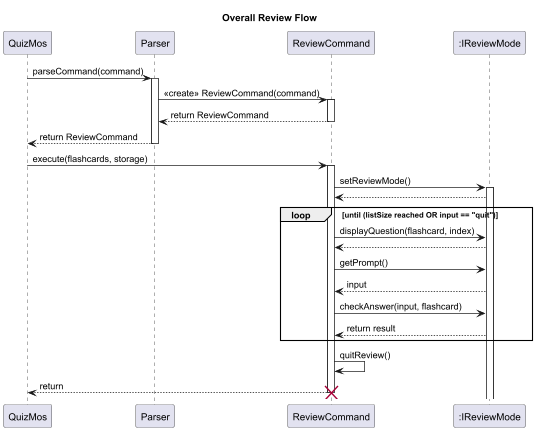 Overall Review Flow
QuizMos Parser ReviewCommand :IReviewMode
parseCommand(command)
«create» ReviewCommand(command)
return ReviewCommand
return ReviewCommand
execute(flashcards, storage)
setReviewMode()
loop [until (listSize reached OR input == "quit")]
displayQuestion(flashcard, index)
getPrompt()
input
checkAnswer(input, flashcard)
return result
quitReview()
return
QuizMos Parser ReviewCommand :IReviewMode